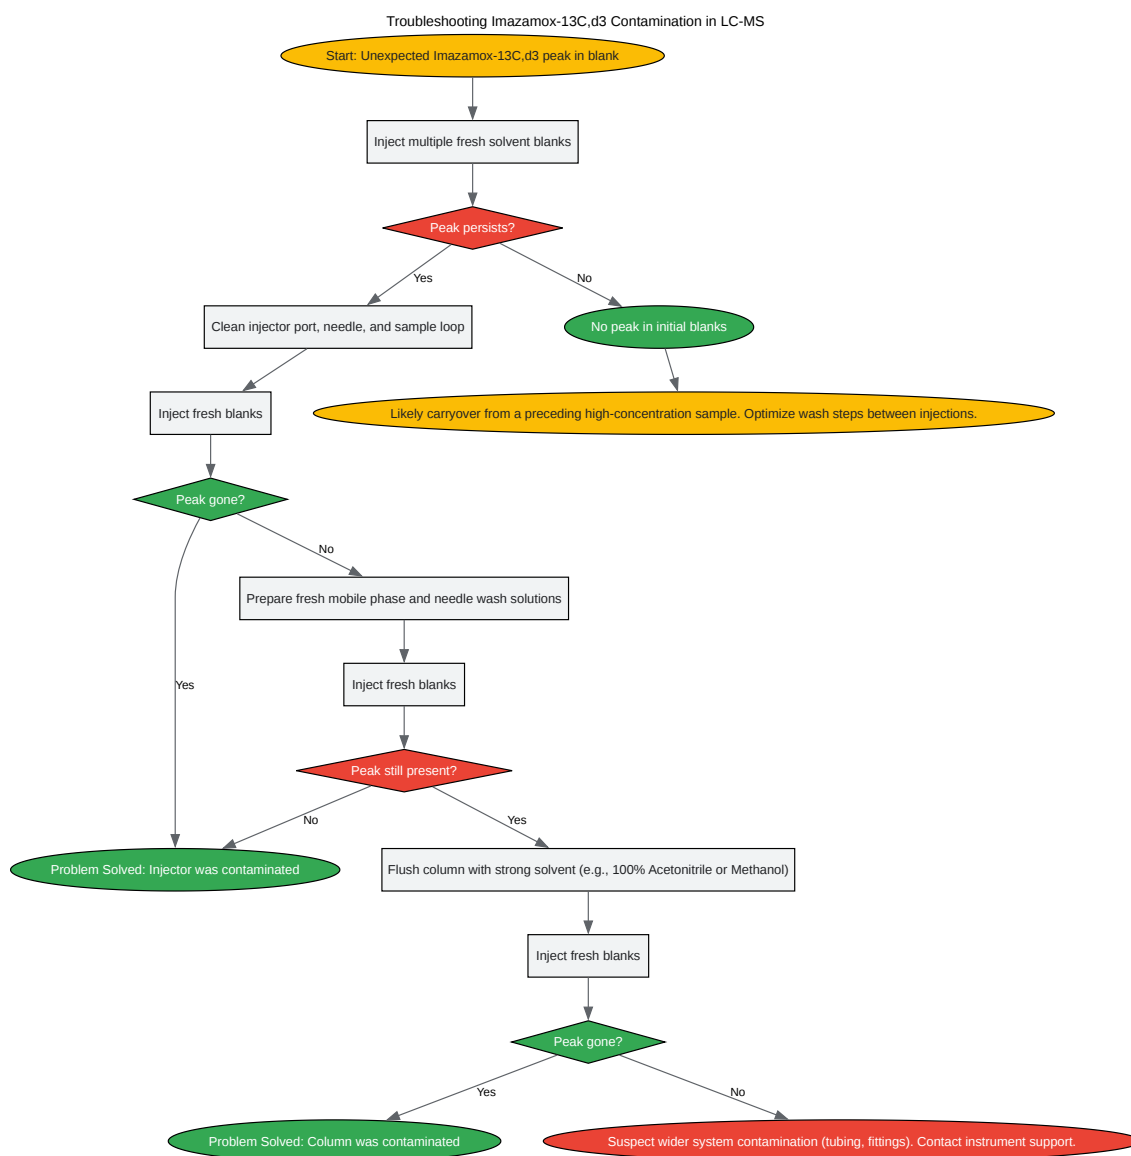 Troubleshooting Imazamox-13C,d3 Contamination in LC-MS
Start: Unexpected Imazamox-13C,d3 peak in blank
Inject multiple fresh solvent blanks
Peak persists?
Yes
No
Clean injector port, needle, and sample loop
No peak in initial blanks
Inject fresh blanks
Likely carryover from a preceding high-concentration sample. Optimize wash steps between injections.
Peak gone?
No
Prepare fresh mobile phase and needle wash solutions
Yes
Inject fresh blanks
Peak still present?
No
Yes
Problem Solved: Injector was contaminated
Flush column with strong solvent (e.g., 100% Acetonitrile or Methanol)
Inject fresh blanks
Peak gone?
Yes
No
Problem Solved: Column was contaminated
Suspect wider system contamination (tubing, fittings). Contact instrument support.